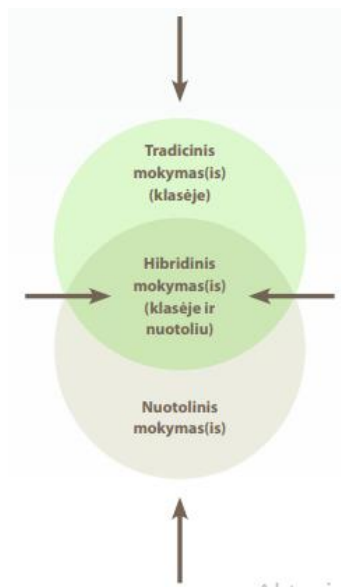 Tradicinis
mokymas(is)
(klasėje)
Hibridinis
mokymas(is)
(klasėje ir
nuotoliu)
Nuotolinis
mokymas(is)